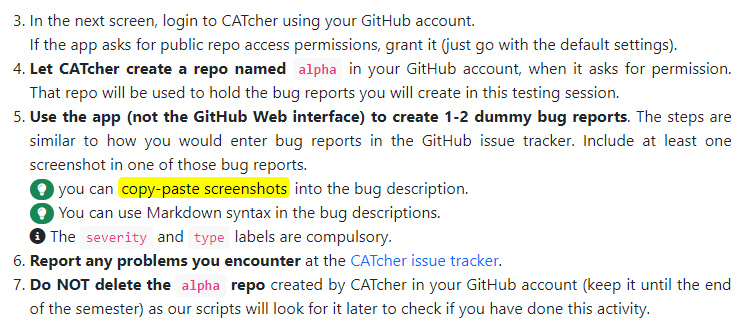 3. In the next screen, login to CATcher using your GitHub account.
If the app asks for public repo access permissions, grant it (just go with the default settings).
4. Let CATcher create a repo named alpha in your GitHub account, when it asks for permission.
That repo will be used to hold the bug reports you will create in this testing session.
5. Use the app (not the GitHub Web interface) to create 1-2 dummy bug reports. The steps are
similar to how you would enter bug reports in the GitHub issue tracker. Include at least one
screenshot in one of those bug reports.
you can copy-paste screenshots into the bug description.
You can use Markdown syntax in the bug descriptions.
The severity and type labels are compulsory.
6. Report any problems you encounter at the CATcher issue tracker.
7. Do NOT delete the alpha repo created by CATcher in your GitHub account (keep it until the end
of the semester) as our scripts will look for it later to check if you have done this activity.